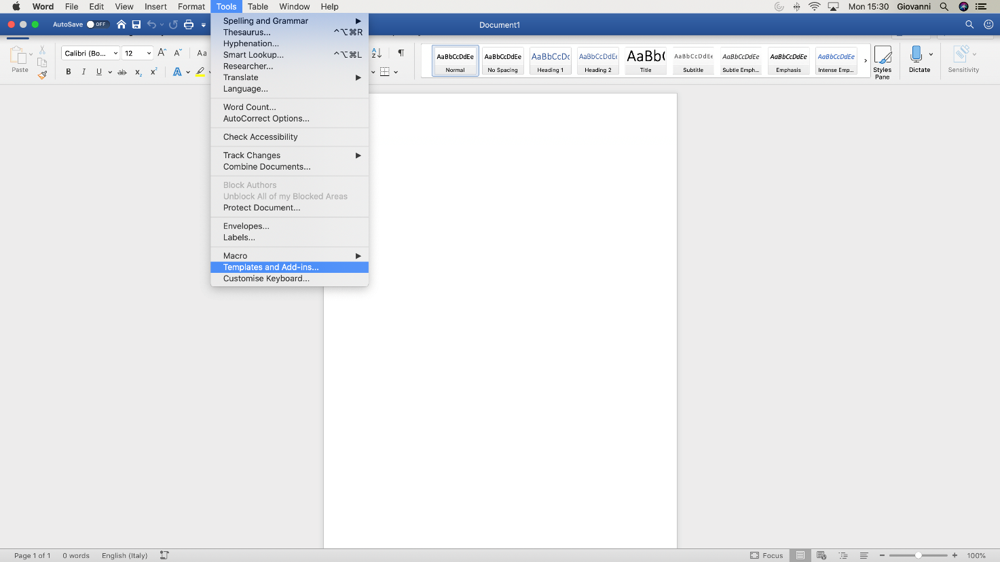 Word File Edit View Insert Format Tools Table Window Help Mon 15:30 Giovanni
AutoSave OFF Document1
Spelling and Grammar
Thesaurus... ^⌥⌘R
Hyphenation...
Smart Lookup... ^⌥⌘L
Researcher...
Translate
Language...
Word Count...
AutoCorrect Options...
Check Accessibility
Track Changes
Combine Documents...
Block Authors
Unblock All of my Blocked Areas
Protect Document...
Envelopes...
Labels...
Macro
Templates and Add-ins...
Customise Keyboard...
Paste
Calibri (Bo... 12 A A Aa
B I U ab x₂ x² A
A Z ¶
AaBbCcDdEe AaBbCcDdEe AaBbCcDc AaBbCcDdEe AaBb( AaBbCcDdEe AaBbCcDdEe AaBbCcDdEe AaBbCcDdEe
Normal No Spacing Heading 1 Heading 2 Title Subtitle Subtle Emph... Emphasis Intense Emp...
Styles
Pane
Dictate
Sensitivity
Page 1 of 1 0 words English (Italy) Focus 100%